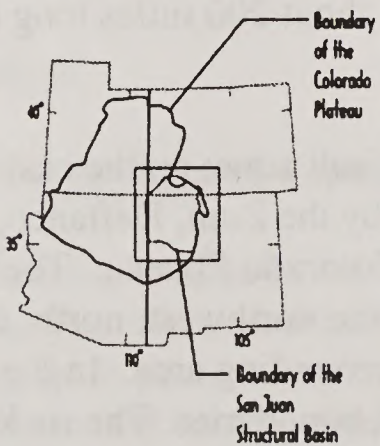 Boundary
of the
Colorado
Plateau
40°
35°
110°
105°
Boundary of the
San Juan
Structural Basin